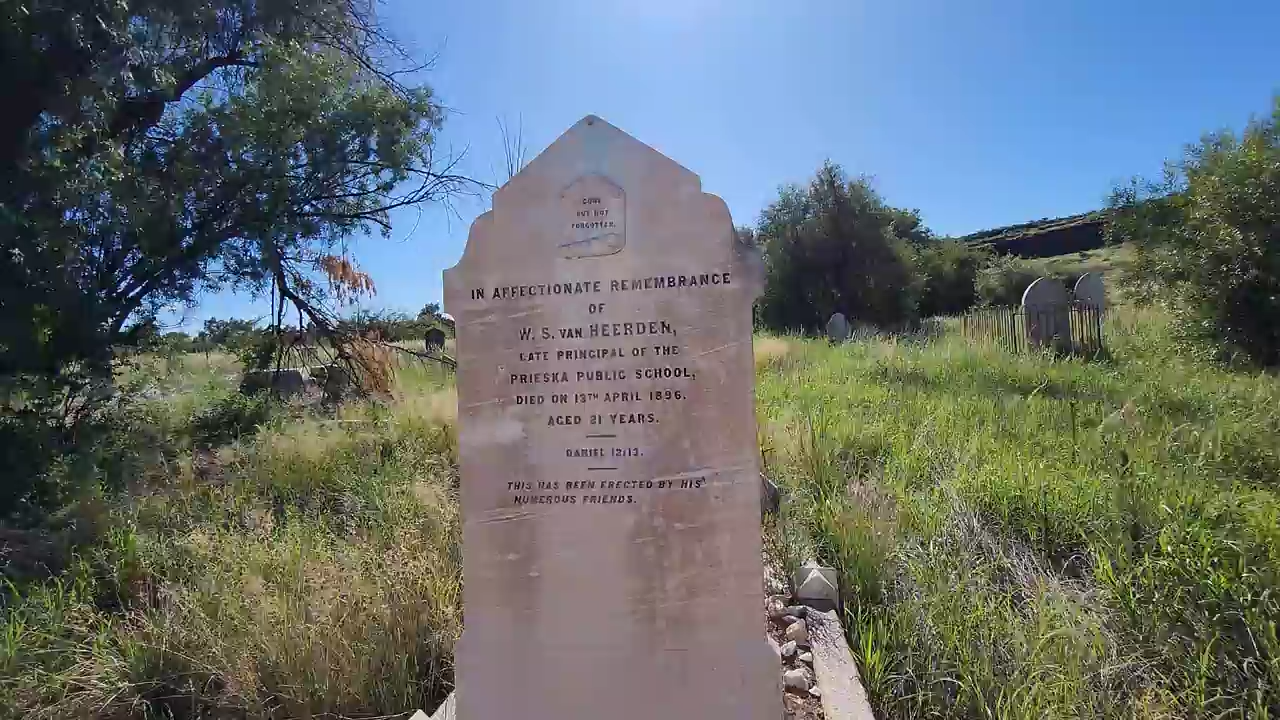 GONE
BUT NOT
FORGOTTEN.
IN AFFECTIONATE REMEMBRANCE
OF
W. S. VAN HEERDEN,
LATE PRINCIPAL OF THE
PRIESKA PUBLIC SCHOOL,
DIED ON 13TH APRIL 1896.
AGED 21 YEARS.
DANIEL 12:13.
THIS HAS BEEN ERECTED BY HIS
NUMEROUS FRIENDS.